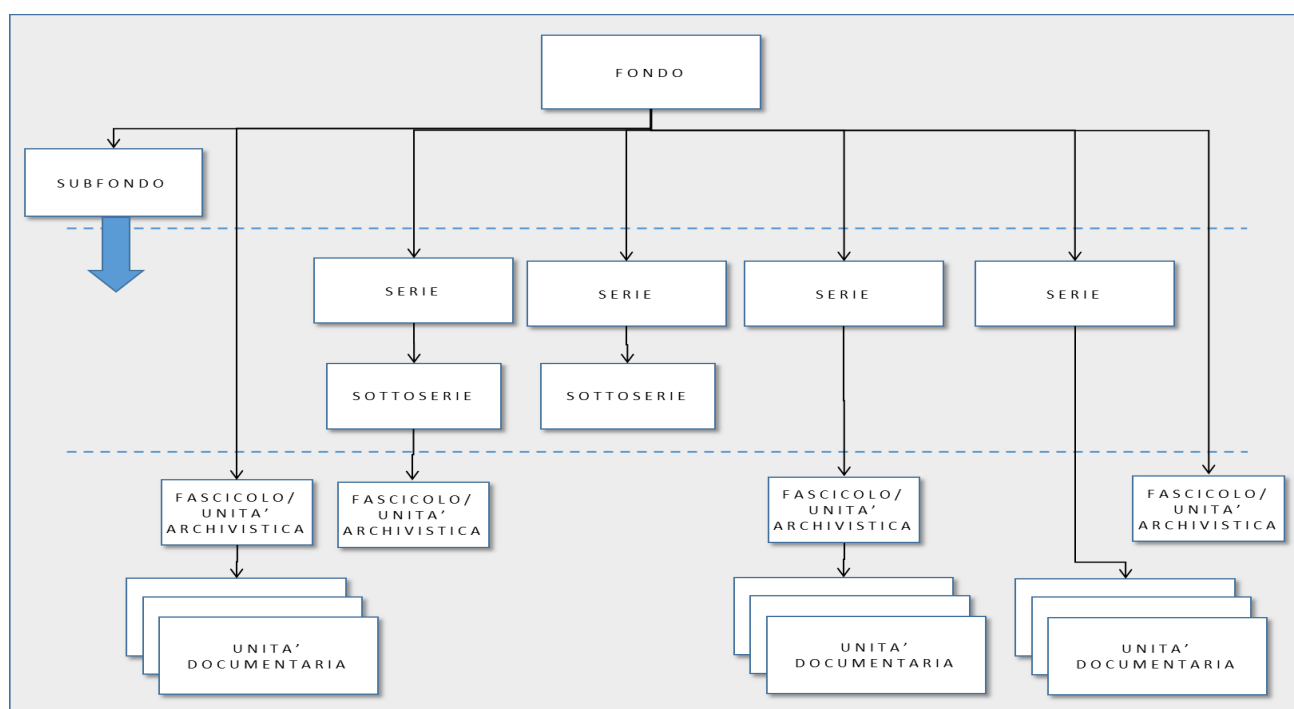 FONDO
SUBFONDO
SERIE
SERIE
SERIE
SERIE
SOTTOSERIE
SOTTOSERIE
FASCICOLO/
UNITA'
ARCHIVISTICA
FASCICOLO/
UNITA'
ARCHIVISTICA
FASCICOLO/
UNITA'
ARCHIVISTICA
FASCICOLO/
UNITA'
ARCHIVISTICA
UNITA'
DOCUMENTARIA
UNITA'
DOCUMENTARIA
UNITA'
DOCUMENTARIA